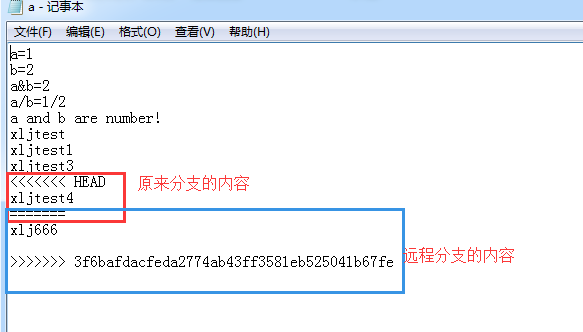 a - 记事本
文件(F) 编辑(E) 格式(O) 查看(V) 帮助(H)
a=1
b=2
a&b=2
a/b=1/2
a and b are number!
xljtest
xljtest1
xljtest3
<<<<<<< HEAD 原来分支的内容
xljtest4
=======
xlj666
>>>>>>> 3f6bafdacfeda2774ab43ff3581eb525041b67fe 远程分支的内容